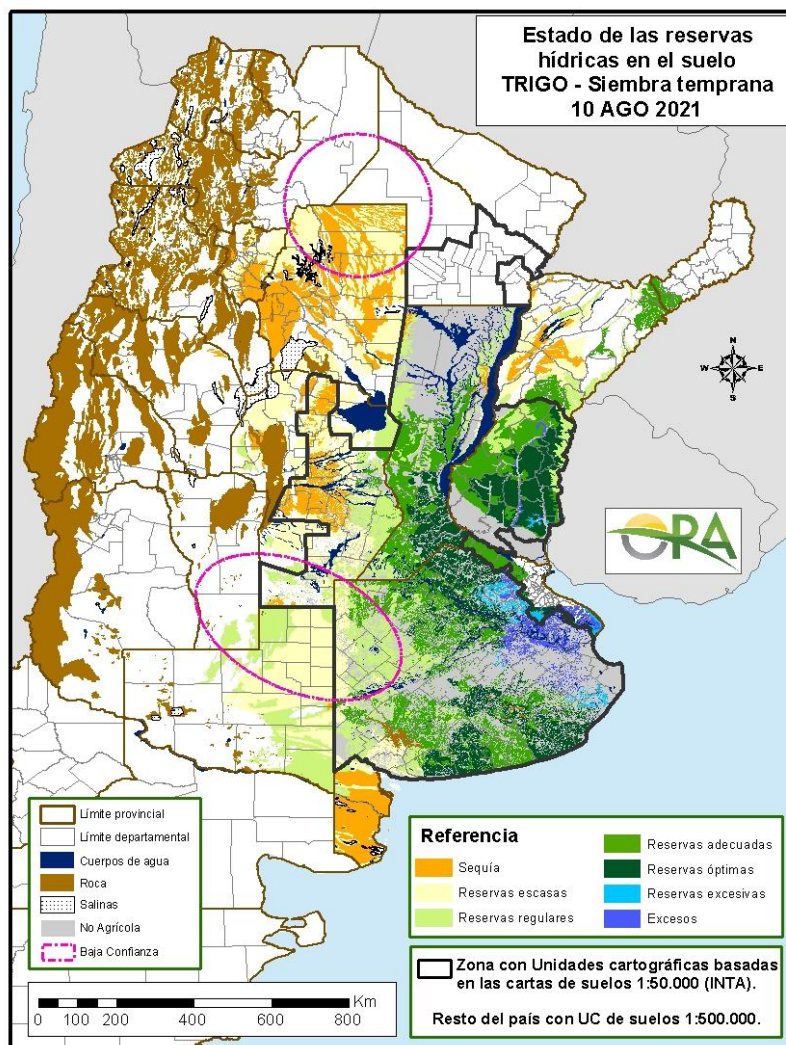 Estado de las reservas
hídricas en el suelo
TRIGO - Siembra temprana
10 AGO 2021
N
W E
S
ORA
Límite provincial
Límite departamental
Cuerpos de agua
Roca
Salinas
No Agrícola
Baja Confianza
Referencia
Sequía
Reservas escasas
Reservas regulares
Reservas adecuadas
Reservas óptimas
Reservas excesivas
Excesos
Km
0 100 200 400 600 800
Zona con Unidades cartográficas basadas
en las cartas de suelos 1:50.000 (INTA).
Resto del país con UC de suelos 1:500.000.